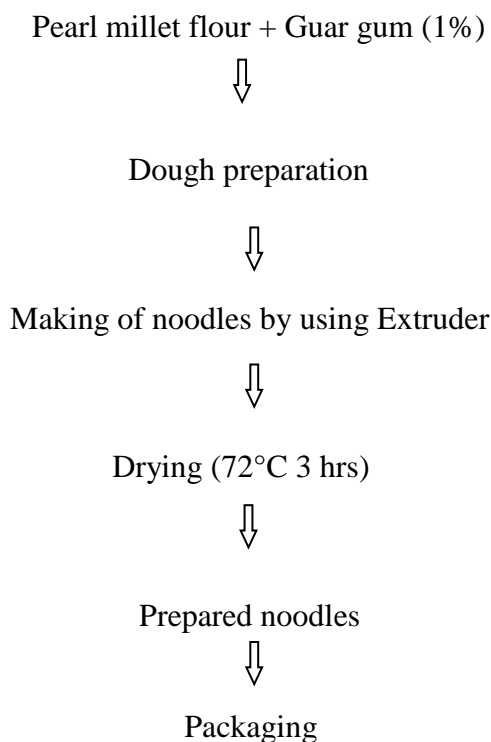 Pearl millet flour + Guar gum (1%)
Dough preparation
Making of noodles by using Extruder
Drying (72°C 3 hrs)
Prepared noodles
Packaging